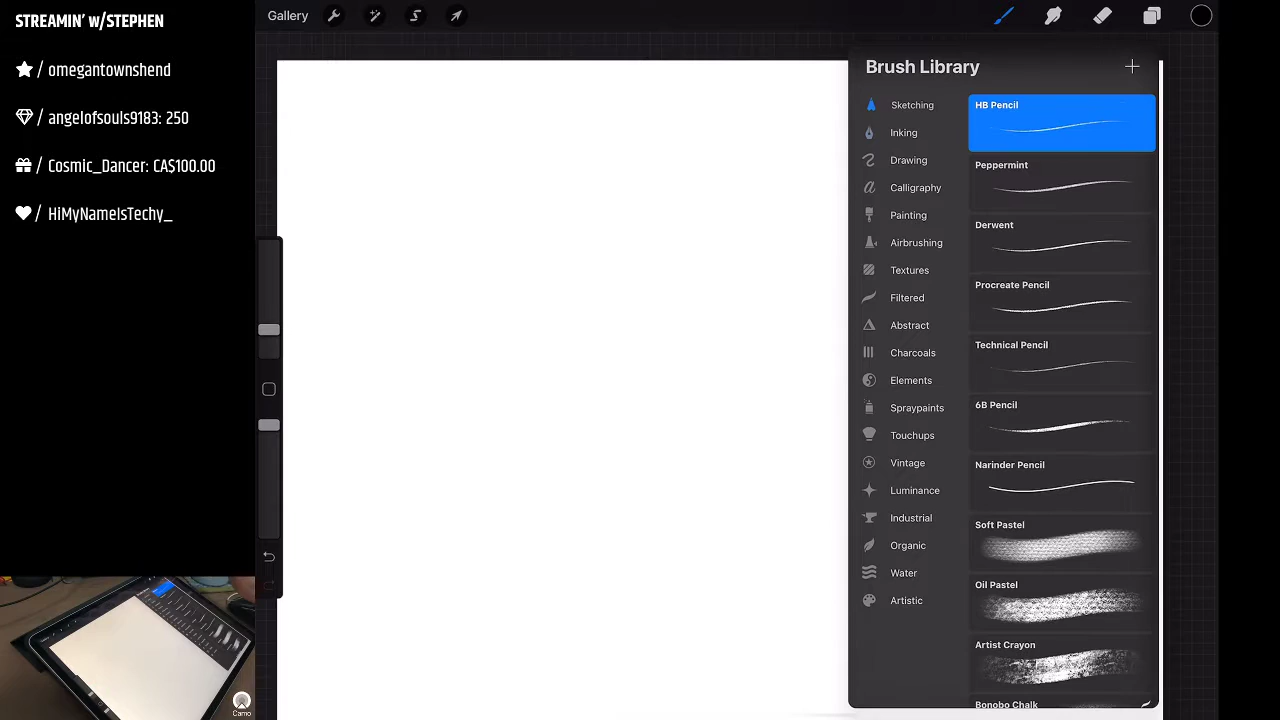 STREAMIN' w/STEPHEN
/ omegantownshend
/ angelofsouls9183: 250
/ Cosmic_Dancer: CA$100.00
/ HiMyNameIsTechy_
Gallery
Brush Library
Sketching
Inking
Drawing
Calligraphy
Painting
Airbrushing
Textures
Filtered
Abstract
Charcoals
Elements
Spraypaints
Touchups
Vintage
Luminance
Industrial
Organic
Water
Artistic
HB Pencil
Peppermint
Derwent
Procreate Pencil
Technical Pencil
6B Pencil
Narinder Pencil
Soft Pastel
Oil Pastel
Artist Crayon
Bonobo Chalk
Camo